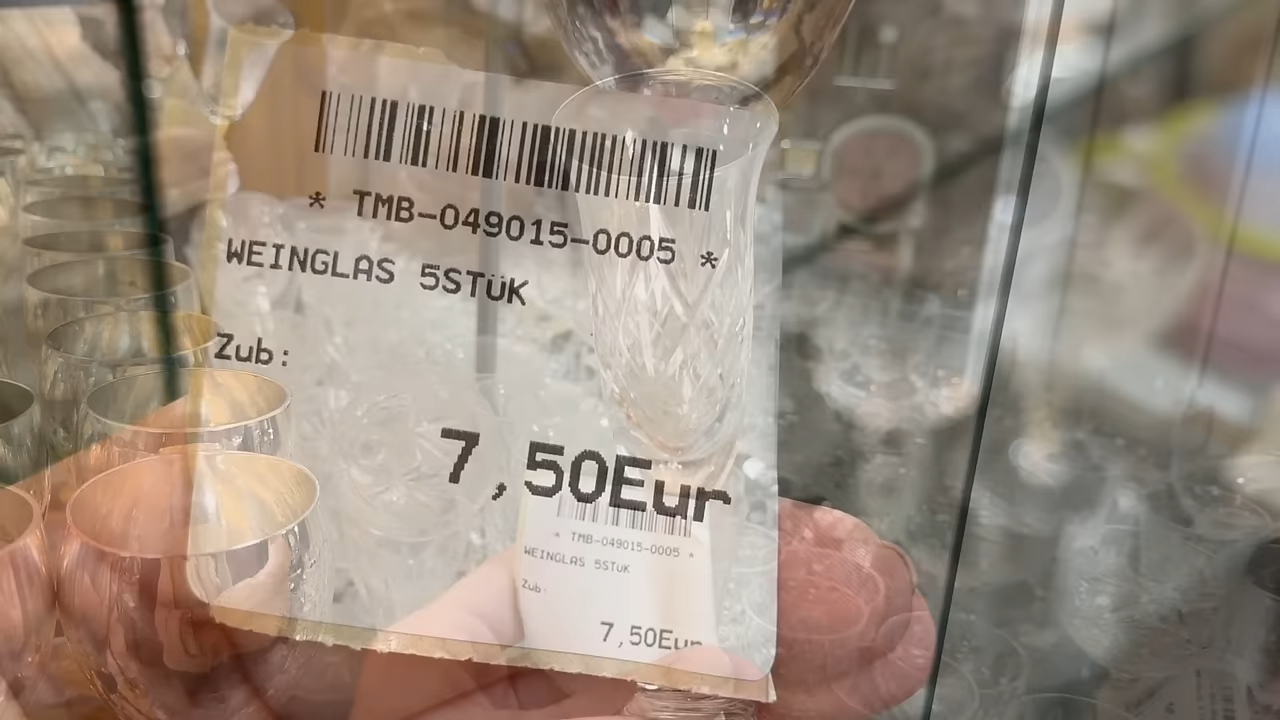 * TMB-049015-0005 *
WEINGLAS 5STÜK
Zub:
7,50Eur
* TMB-049015-0005 *
WEINGLAS 5STÜK
Zub:
7,50Eur